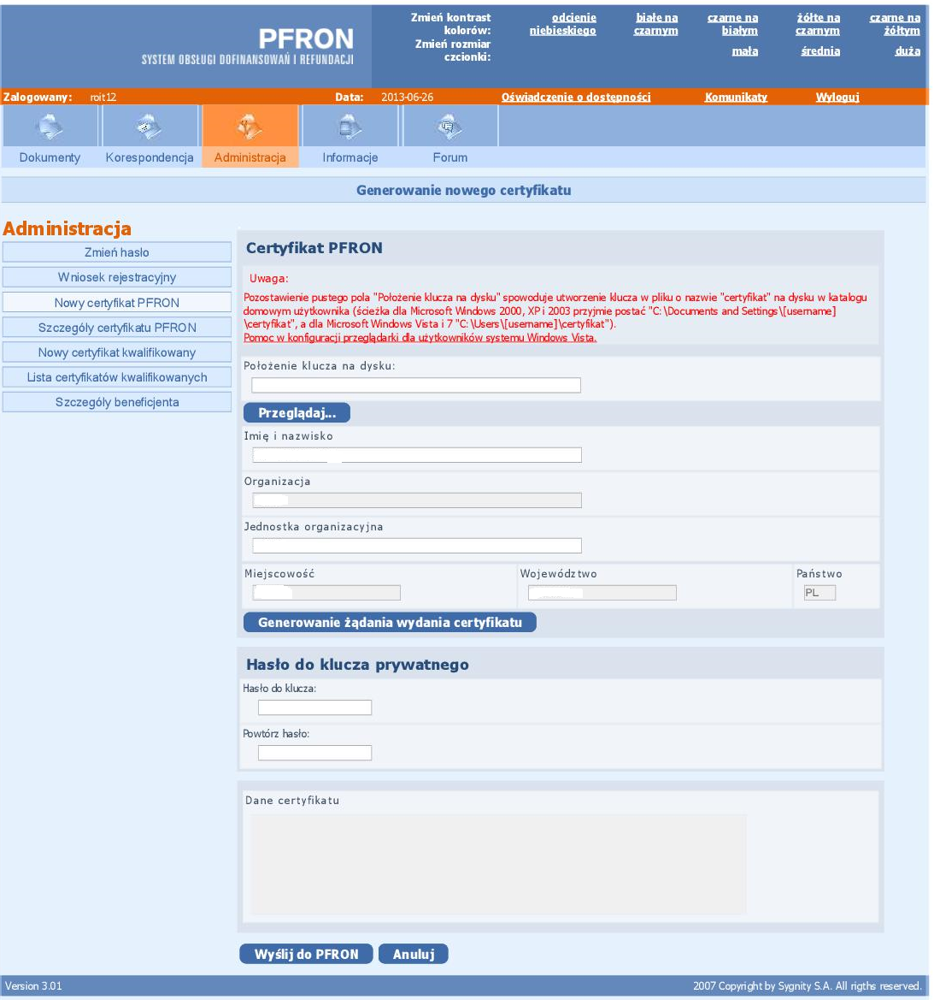 PFRON
SYSTEM OBSŁUGI DOFINANSOWAŃ I REFUNDACJI
Zmień kontrast kolorów:
odcienie niebieskiego
białe na czarnym
czarne na białym
żółte na czarnym
czarne na żółtym
Zmień rozmiar czcionki:
mała
średnia
duża
Zalogowany: roit12 Data: 2013-06-26 Oświadczenie o dostępności Komunikaty Wyloguj
Dokumenty Korespondencja Administracja Informacje Forum
Generowanie nowego certyfikatu
Administracja
Zmień hasło
Wniosek rejestracyjny
Nowy certyfikat PFRON
Szczegóły certyfikatu PFRON
Nowy certyfikat kwalifikowany
Lista certyfikatów kwalifikowanych
Szczegóły beneficjenta
Certyfikat PFRON
Uwaga:
Pozostawienie pustego pola "Położenie klucza na dysku" spowoduje utworzenie klucza w pliku o nazwie "certyfikat" na dysku w katalogu
domowym użytkownika (ścieżka dla Microsoft Windows 2000, XP i 2003 przyjmie postać "C:\Documents and Settings\[username]
\certyfikat", a dla Microsoft Windows Vista i 7 "C:\Users\[username]\certyfikat").
Pomoc w konfiguracji przeglądarki dla użytkowników systemu Windows Vista.
Położenie klucza na dysku:
Przeglądaj...
Imię i nazwisko
Organizacja
Jednostka organizacyjna
Miejscowość Województwo Państwo
PL
Generowanie żądania wydania certyfikatu
Hasło do klucza prywatnego
Hasło do klucza:
Powtórz hasło:
Dane certyfikatu
Wyślij do PFRON Anuluj
Version 3.01 2007 Copyright by Sygnity S.A. All rigths reserved.